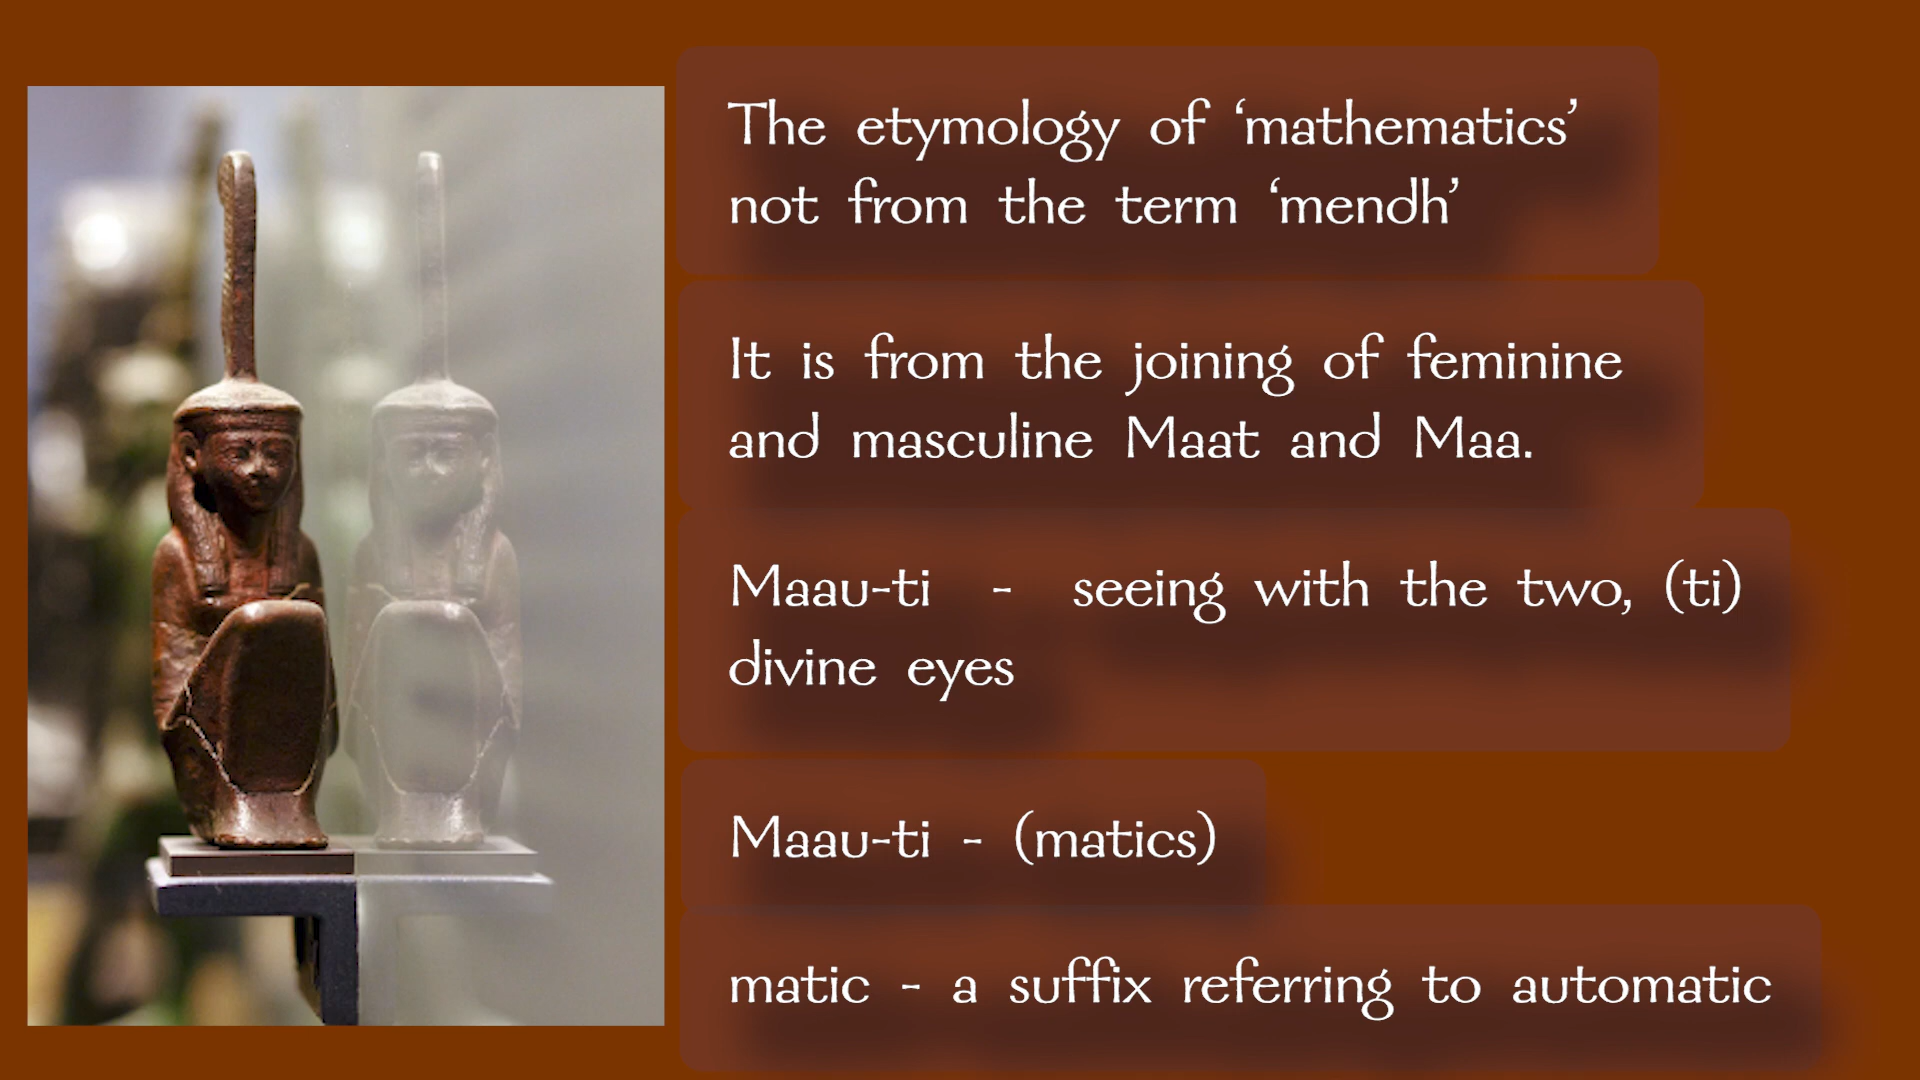 The etymology of ‘mathematics’
not from the term ‘mendh’
It is from the joining of feminine
and masculine Maat and Maa.
Maau-ti - seeing with the two, (ti)
divine eyes
Maau-ti - (matics)
matic - a suffix referring to automatic